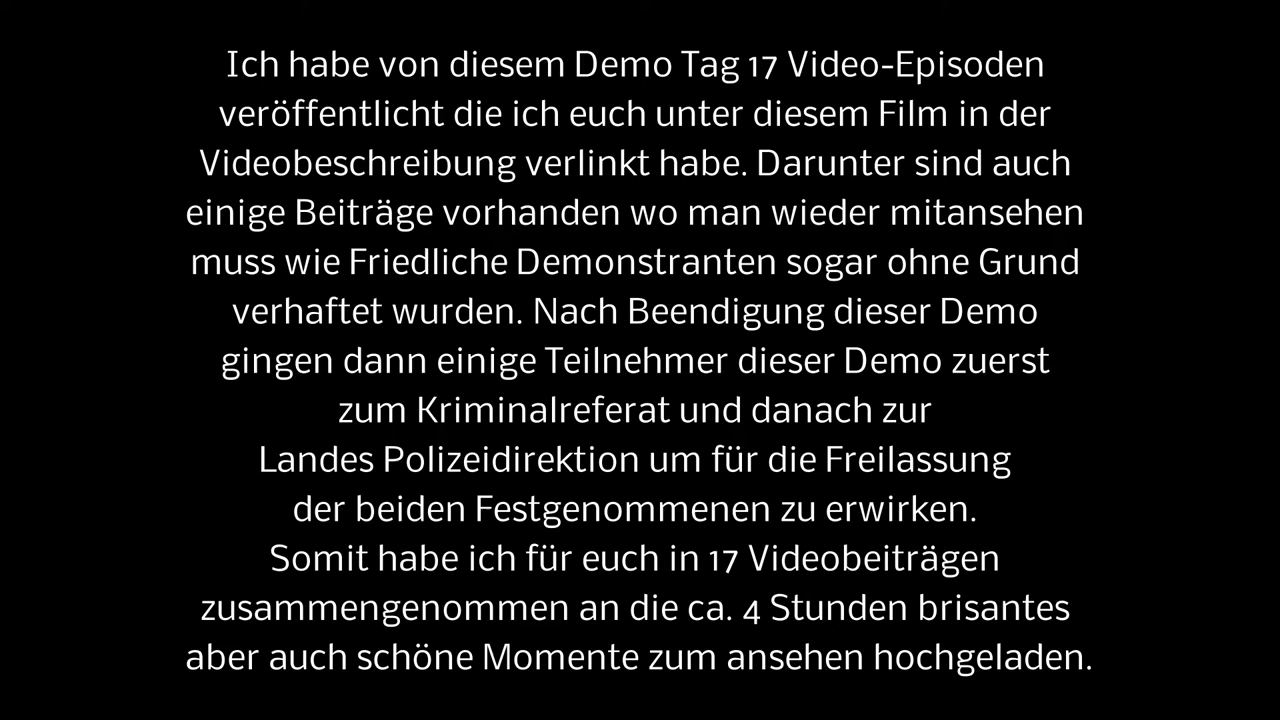 Ich habe von diesem Demo Tag 17 Video-Episoden
veröffentlicht die ich euch unter diesem Film in der
Videobeschreibung verlinkt habe. Darunter sind auch
einige Beiträge vorhanden wo man wieder mitansehen
muss wie Friedliche Demonstranten sogar ohne Grund
verhaftet wurden. Nach Beendigung dieser Demo
gingen dann einige Teilnehmer dieser Demo zuerst
zum Kriminalreferat und danach zur
Landes Polizeidirektion um für die Freilassung
der beiden Festgenommenen zu erwirken.
Somit habe ich für euch in 17 Videobeiträgen
zusammengenommen an die ca. 4 Stunden brisantes
aber auch schöne Momente zum ansehen hochgeladen.